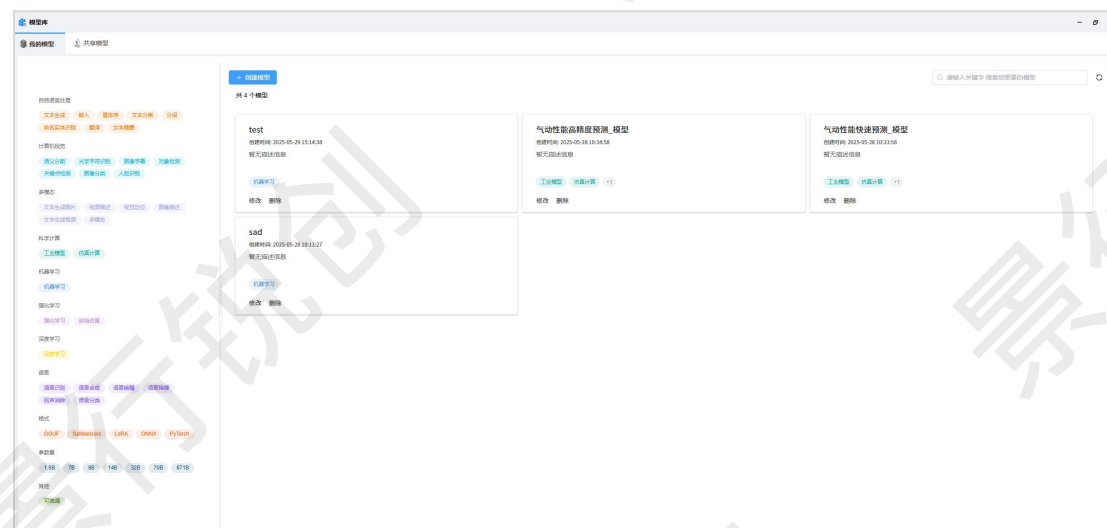 模型库
我的模型 共享模型
+ 创建模型
请输入关键字 搜索您想要的模型
共 4 个模型
自然语言处理
文本生成 嵌入 重排序 文本分类 分词
命名实体识别 翻译 文本摘要
计算机视觉
语义分割 光学字符识别 图像字幕 对象检测
关键点检测 图像分类 人脸识别
多模态
文本生成图片 视频描述 视觉定位 图像描述
文本生成视频 多模态
科学计算
工业模型 仿真计算
机器学习
机器学习
强化学习
强化学习
深度学习
深度学习
语音
语音识别 语音合成 语音唤醒 语音降噪
回声消除 语音分类
格式
GGUF Safetensors LoRA ONNX PyTorch
参数量
1.5B 7B 8B 14B 32B 70B 671B
其他
test
创建时间: 2025-05-29 15:14:38
暂无描述信息
机器学习
修改 删除
气动性能高精度预测_模型
创建时间: 2025-05-28 10:34:58
暂无描述信息
工业模型 仿真计算 +1
修改 删除
气动性能快速预测_模型
创建时间: 2025-05-28 10:33:58
暂无描述信息
工业模型 仿真计算 +1
修改 删除
sad
创建时间: 2025-05-28 10:11:27
暂无描述信息
机器学习
修改 删除
景行锐创